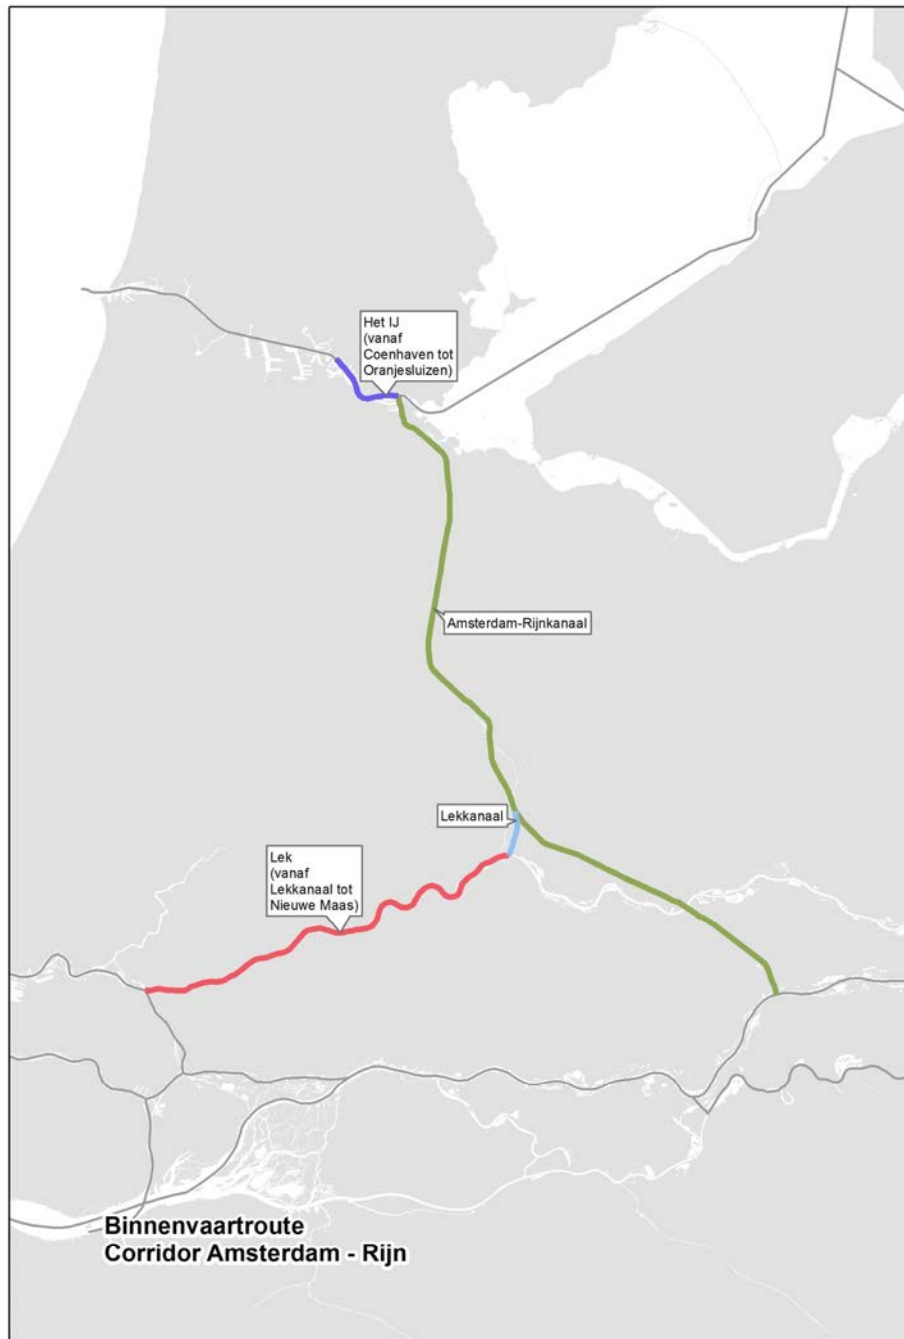 Het IJ
(vanaf
Coenhaven tot
Oranjesluizen)
Amsterdam-Rijnkanaal
Lekkanaal
Lek
(vanaf
Lekkanaal tot
Nieuwe Maas)
Binnenvaartroute
Corridor Amsterdam - Rijn